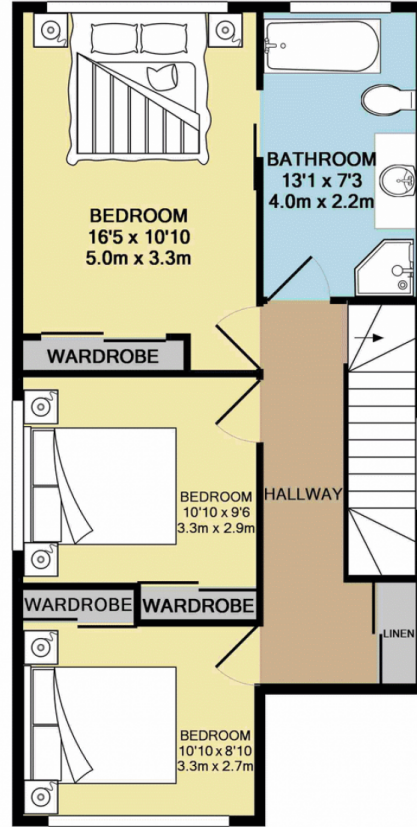 BEDROOM
16'5 x 10'10
5.0m x 3.3m
BATHROOM
13'1 x 7'3
4.0m x 2.2m
WARDROBE
BEDROOM
10'10 x 9'6
3.3m x 2.9m
HALLWAY
WARDROBE
WARDROBE
LINEN
BEDROOM
10'10 x 8'10
3.3m x 2.7m